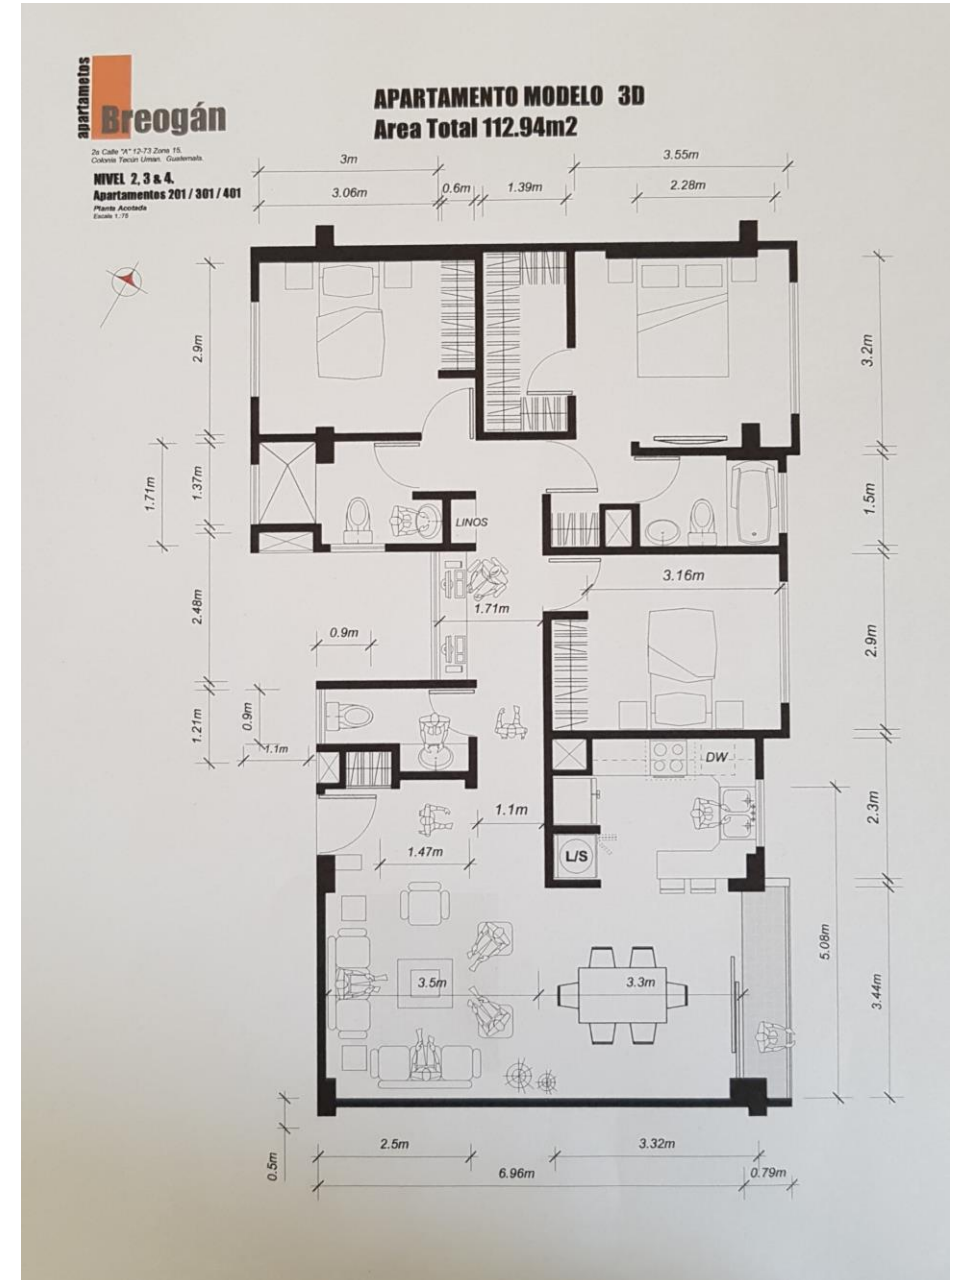 apartametos
Breogán
2a Calle "A" 12-73 Zona 15.
Colonia Tecún Uman. Guatemala.
NIVEL 2, 3 & 4.
Apartamentos 201 / 301 / 401
Planta Acotada
Escala 1:75
APARTAMENTO MODELO 3D
Area Total 112.94m2
3m
3.55m
3.06m
0.6m
1.39m
2.28m
2.9m
3.2m
1.71m
1.37m
1.5m
LINOS
3.16m
1.71m
2.48m
0.9m
2.9m
1.21m
0.9m
1.1m
DW
1.1m
2.3m
1.47m
L/S
5.08m
3.5m
3.3m
3.44m
0.5m
2.5m
3.32m
6.96m
0.79m